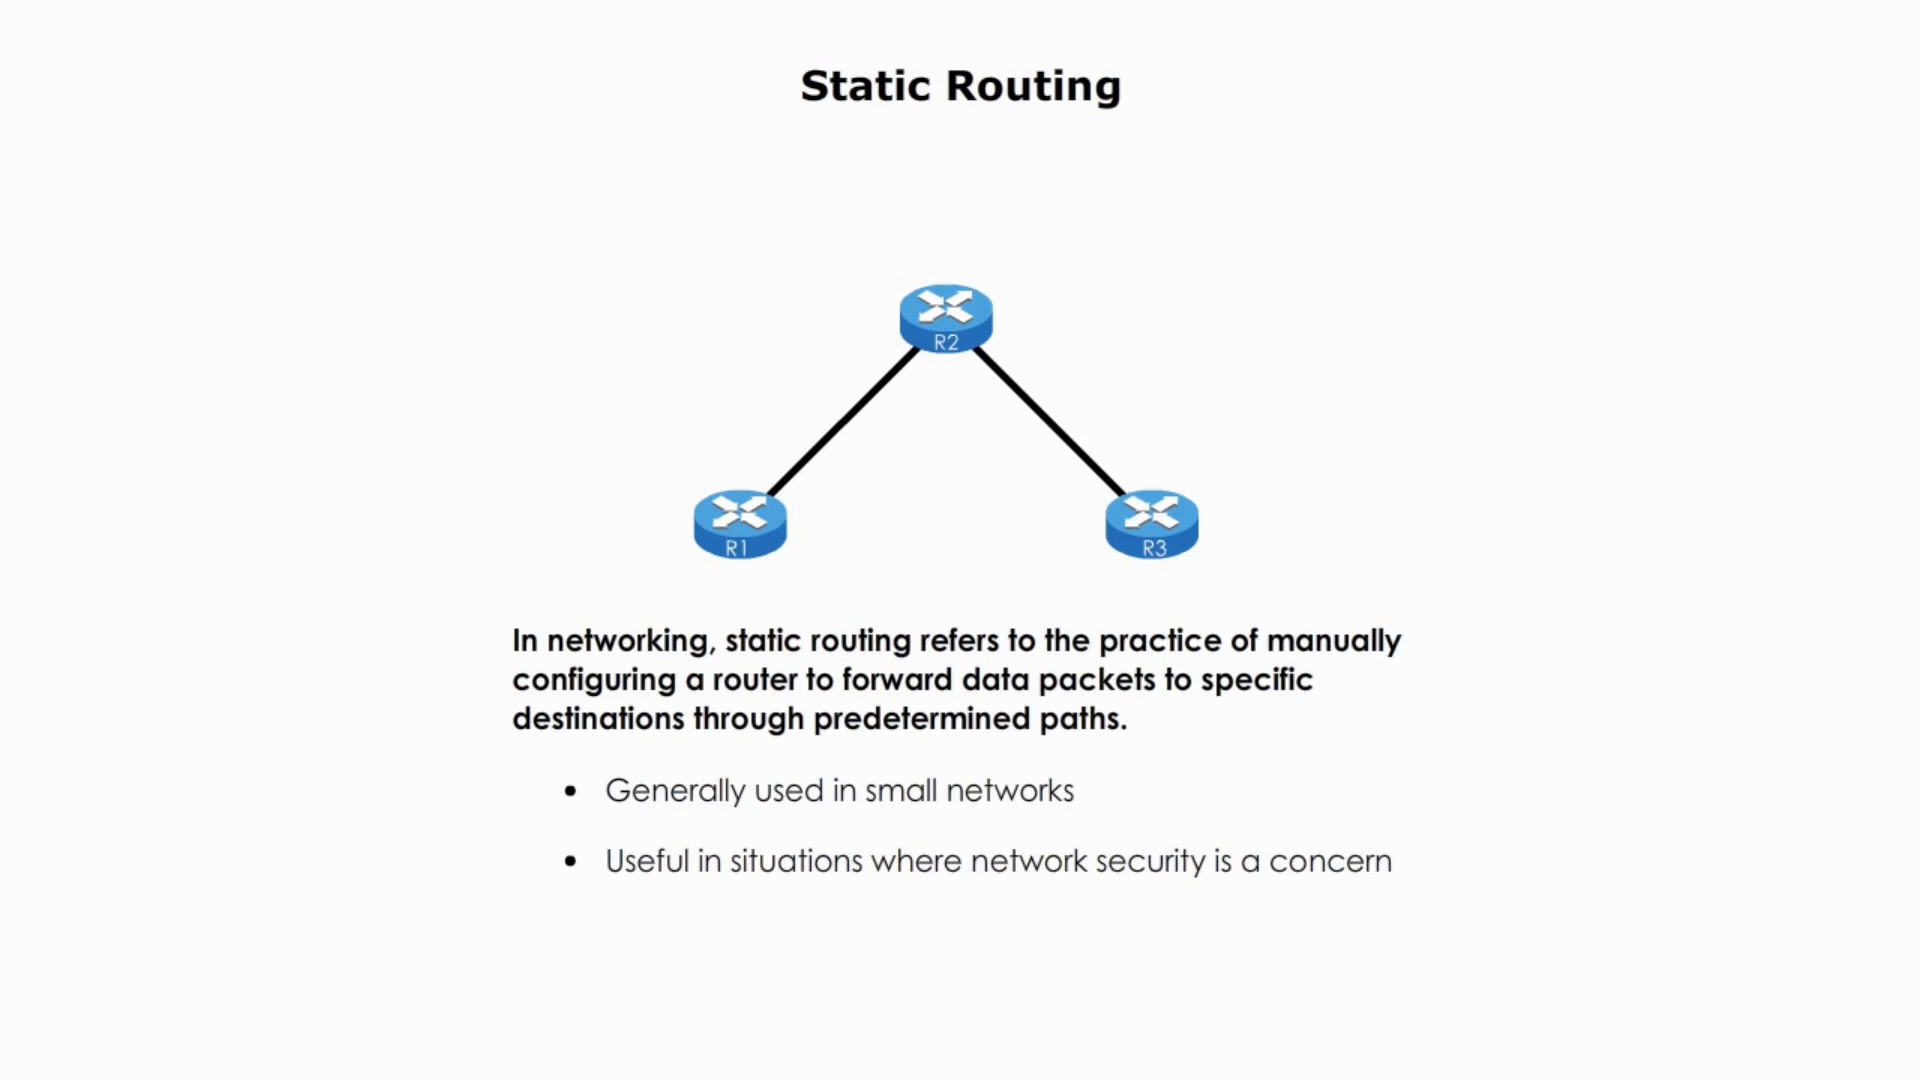 Static Routing
R2
R1
R3
In networking, static routing refers to the practice of manually
configuring a router to forward data packets to specific
destinations through predetermined paths.
• Generally used in small networks
• Useful in situations where network security is a concern